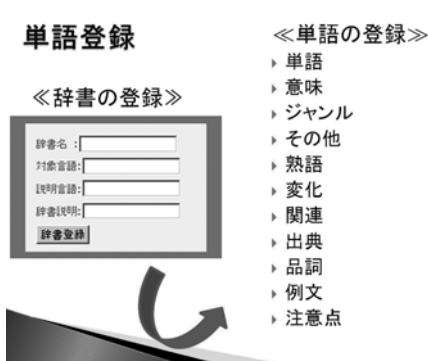 単語登録
≪辞書の登録≫
辞書名 :
対象言語:
説明言語:
辞書説明:
辞書登録
≪単語の登録≫
単語
意味
ジャンル
その他
熟語
変化
関連
出典
品詞
例文
注意点